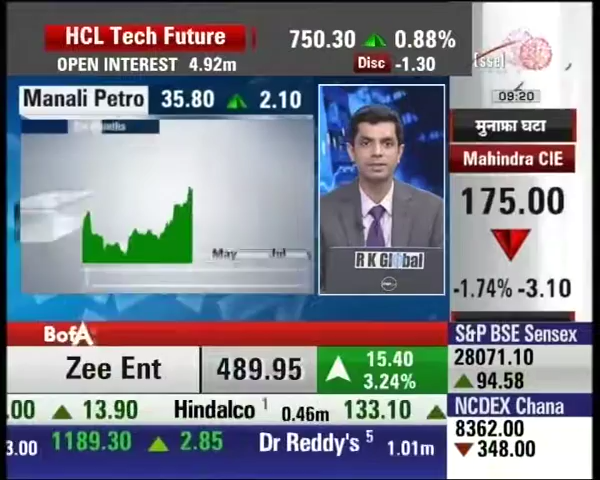 HCL Tech Future
750.30 0.88%
OPEN INTEREST 4.92m
Disc -1.30
[sse]
09:20
Manali Petro 35.80 2.10
May Jul
R K Global
मुनाफ़ा घटा
Mahindra CIE
175.00
-1.74% -3.10
BofA
Zee Ent 489.95 15.40
3.24%
S&P BSE Sensex
28071.10
94.58
.00 13.90 Hindalco 1 0.46m 133.10
NCDEX Chana
8362.00
348.00
3.00 1189.30 2.85 Dr Reddy's 5 1.01m